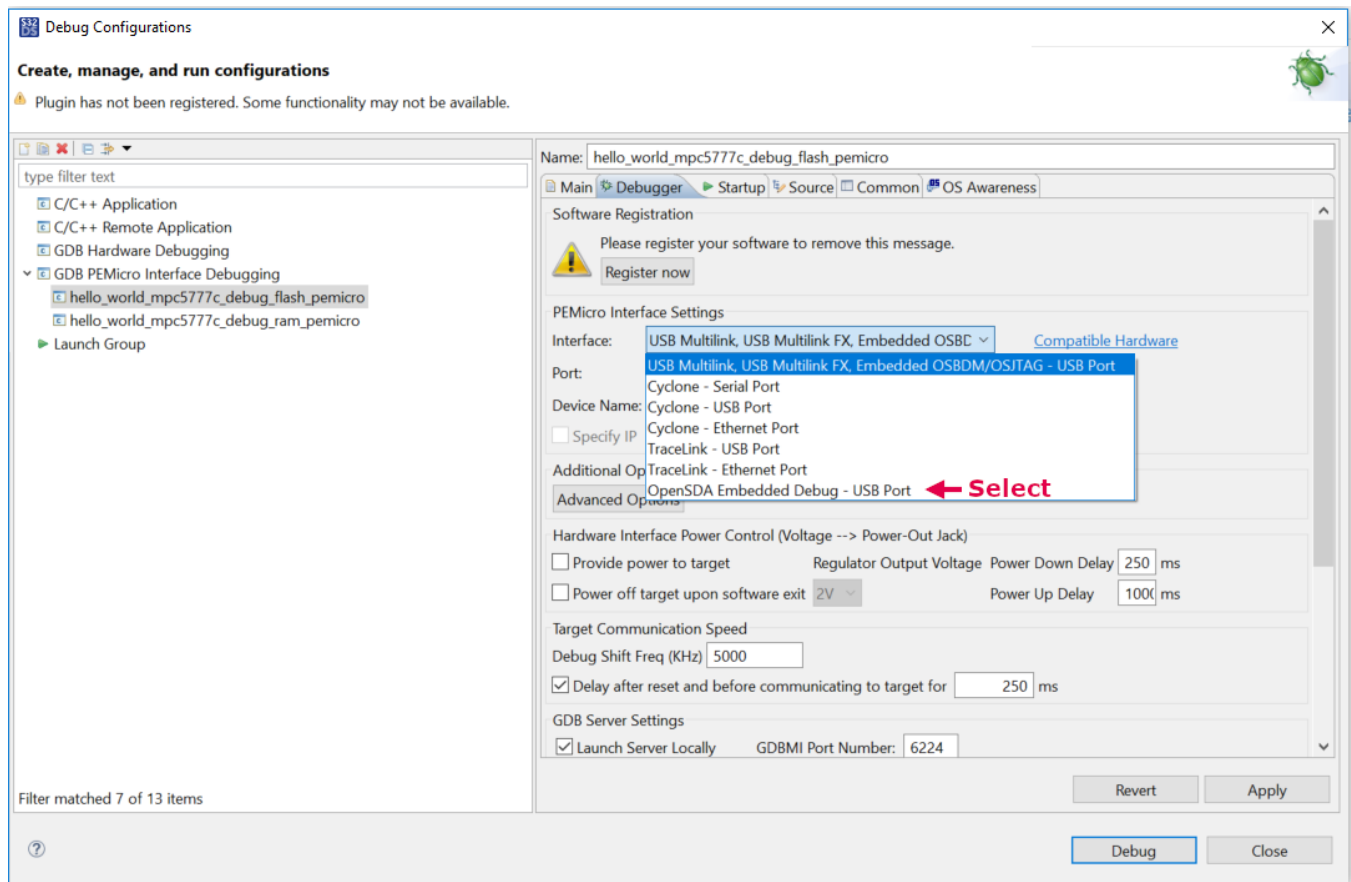 S32 DS Debug Configurations
Create, manage, and run configurations
Plugin has not been registered. Some functionality may not be available.
type filter text
C/C++ Application
C/C++ Remote Application
GDB Hardware Debugging
GDB PEMicro Interface Debugging
hello_world_mpc5777c_debug_flash_pemicro
hello_world_mpc5777c_debug_ram_pemicro
Launch Group
Filter matched 7 of 13 items
Name: hello_world_mpc5777c_debug_flash_pemicro
Main Debugger Startup Source Common OS Awareness
Software Registration
Please register your software to remove this message.
Register now
PEMicro Interface Settings
Interface: USB Multilink, USB Multilink FX, Embedded OSBD Compatible Hardware
USB Multilink, USB Multilink FX, Embedded OSBDM/OSJTAG - USB Port
Port:
Cyclone - Serial Port
Device Name: Cyclone - USB Port
Cyclone - Ethernet Port
Specify IP
TraceLink - USB Port
Additional Op TraceLink - Ethernet Port
OpenSDA Embedded Debug - USB Port Select
Advanced Options
Hardware Interface Power Control (Voltage --> Power-Out Jack)
Provide power to target Regulator Output Voltage Power Down Delay 250 ms
Power off target upon software exit 2V Power Up Delay 1000 ms
Target Communication Speed
Debug Shift Freq (KHz) 5000
Delay after reset and before communicating to target for 250 ms
GDB Server Settings
Launch Server Locally GDBMI Port Number: 6224
Revert Apply
Debug Close